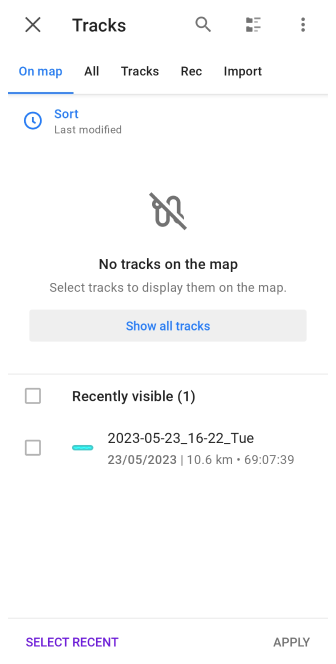 Tracks
On map All Tracks Rec Import
Sort
Last modified
No tracks on the map
Select tracks to display them on the map.
Show all tracks
Recently visible (1)
2023-05-23_16-22_Tue
23/05/2023 | 10.6 km • 69:07:39
SELECT RECENT APPLY